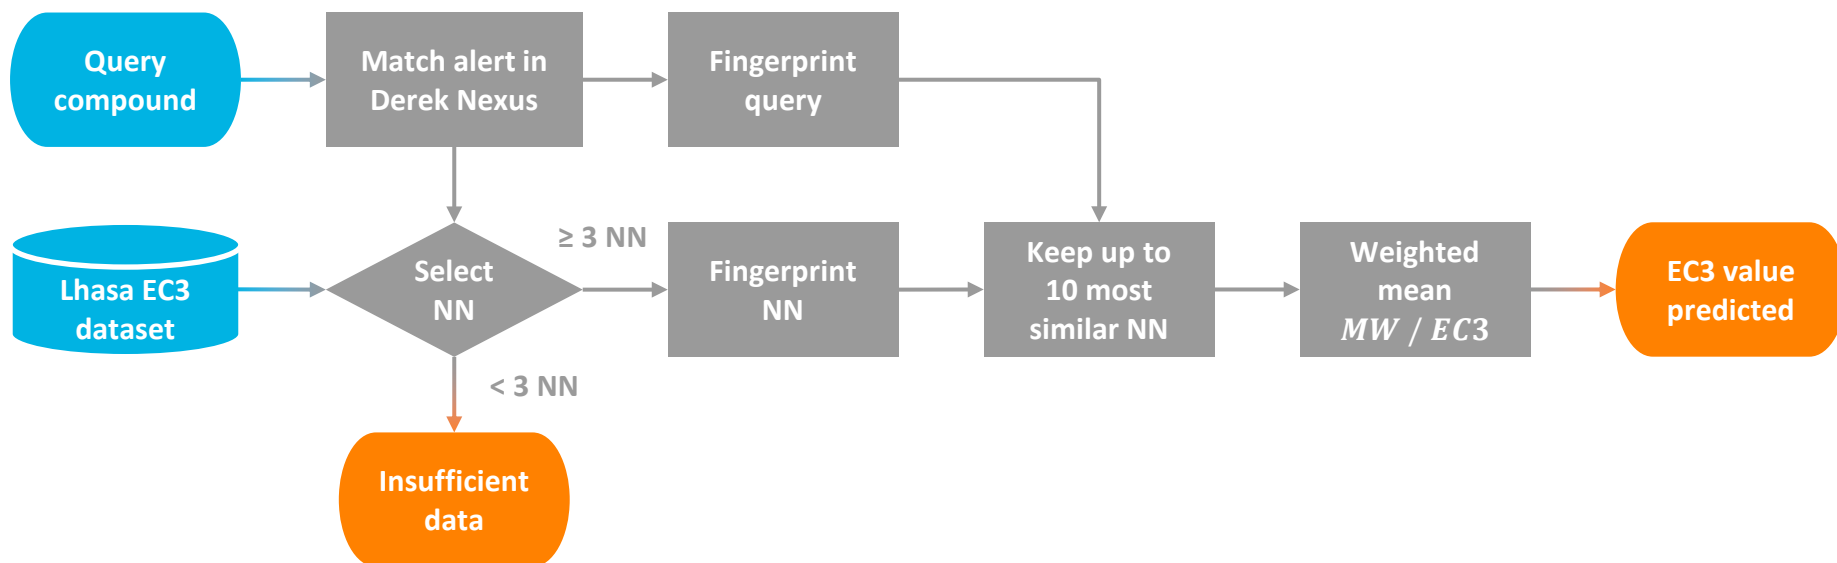 Query
compound
Match alert in
Derek Nexus
Fingerprint
query
Lhasa EC3
dataset
Select
NN
≥ 3 NN
Fingerprint
NN
Keep up to
10 most
similar NN
Weighted
mean
MW / EC3
EC3 value
predicted
< 3 NN
Insufficient
data